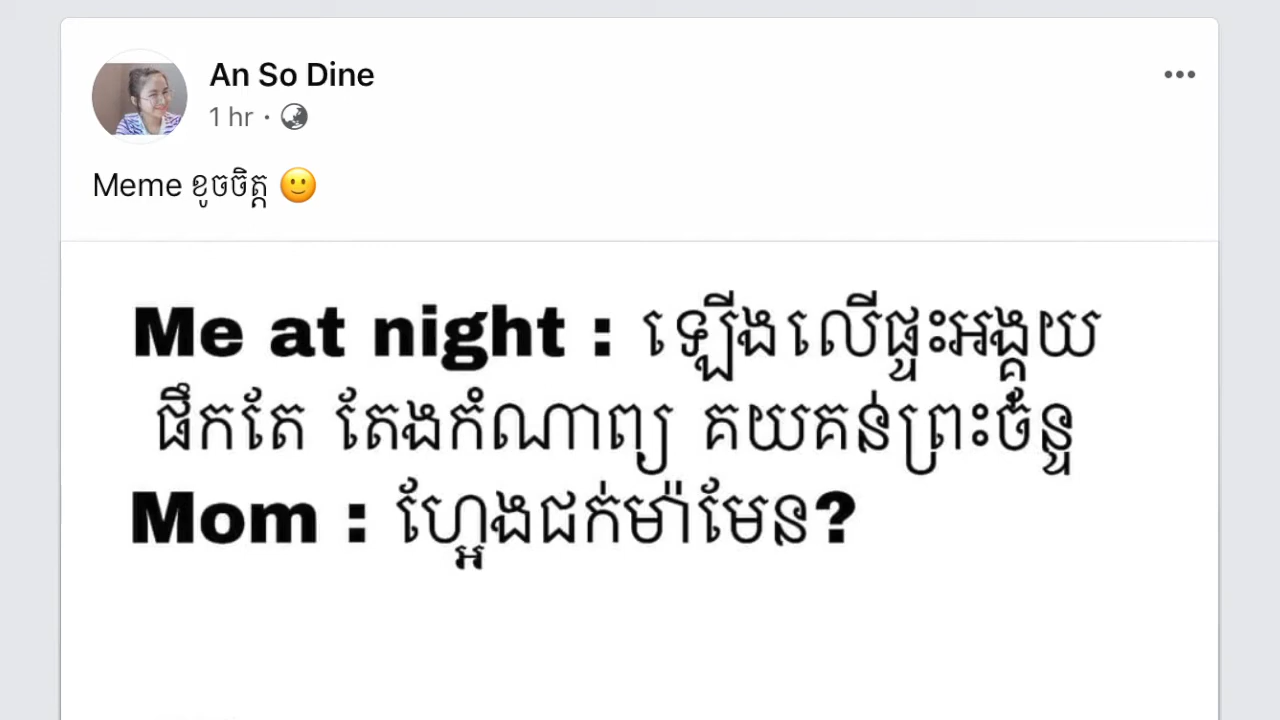 An So Dine
1 hr ·
Meme ខូចចិត្ត 🙂
Me at night : ឡើងលើផ្ទះអង្គុយ
ផឹកតែ តែងកំណាព្យ គយគន់ព្រះច័ន្ទ
Mom : ហ្អែងជក់ម៉ាមែន?